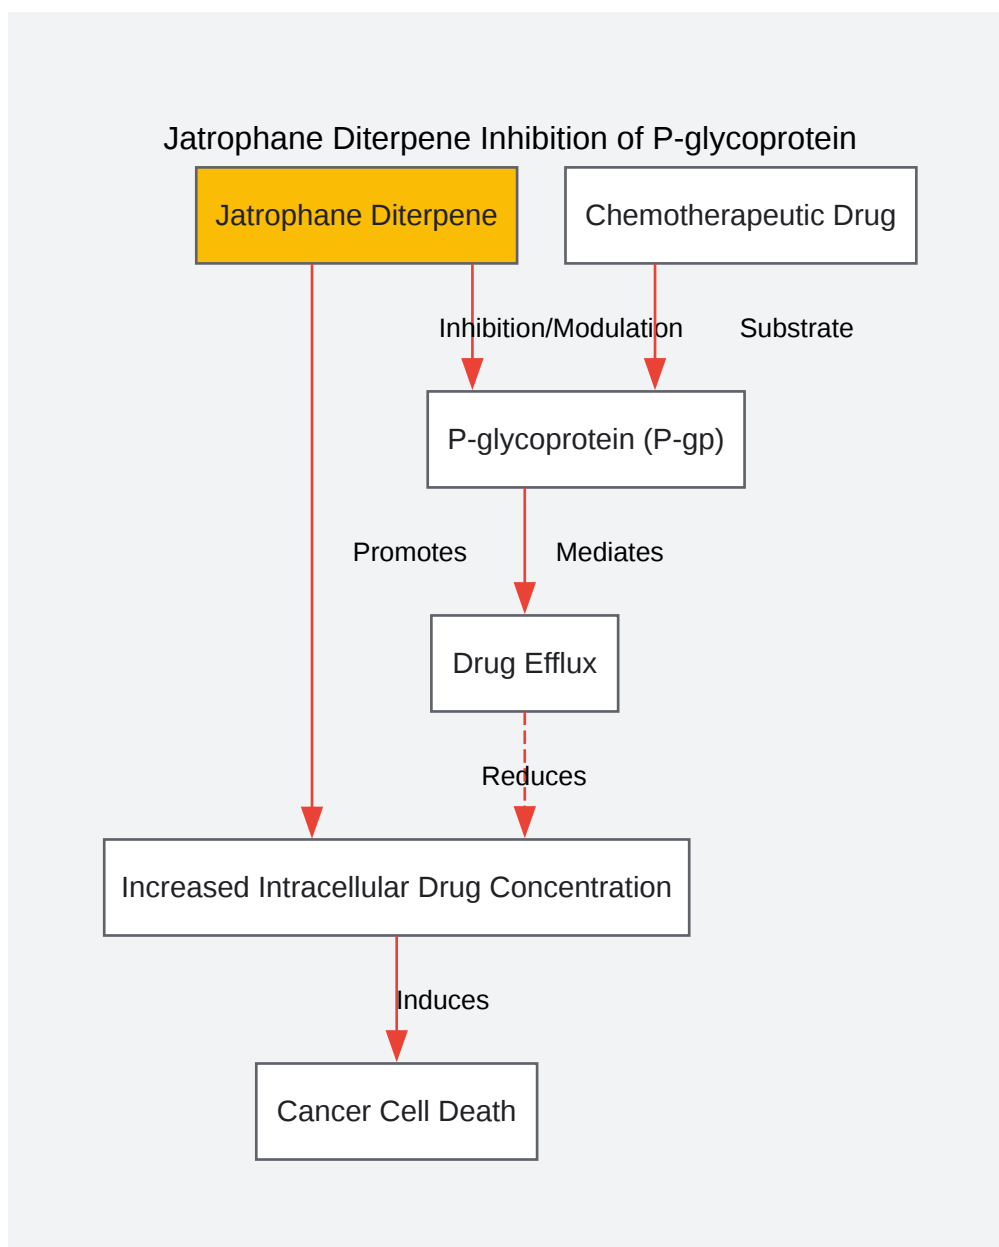 Jatrophane Diterpene Inhibition of P-glycoprotein
Jatrophane Diterpene
Chemotherapeutic Drug
Inhibition/Modulation
Substrate
P-glycoprotein (P-gp)
Promotes
Mediates
Drug Efflux
Reduces
Increased Intracellular Drug Concentration
Induces
Cancer Cell Death